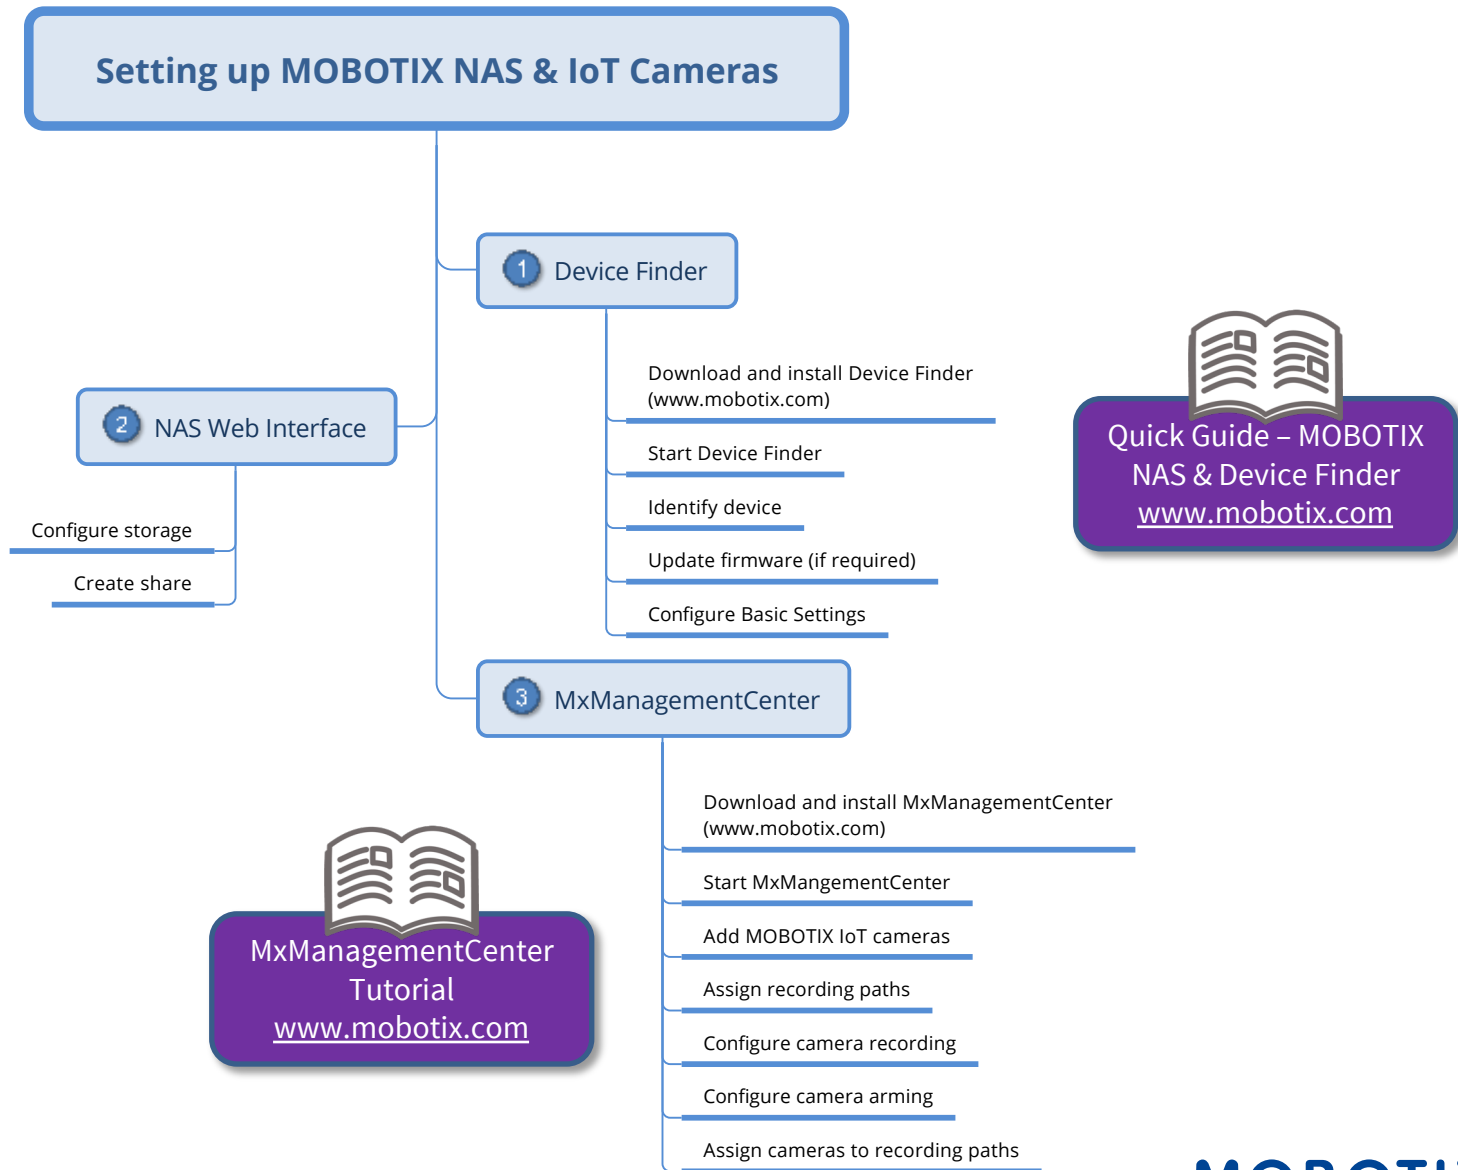 Setting up MOBOTIX NAS & IoT Cameras
1 Device Finder
Download and install Device Finder
(www.mobotix.com)
Start Device Finder
Identify device
Update firmware (if required)
Configure Basic Settings
2 NAS Web Interface
Configure storage
Create share
Quick Guide – MOBOTIX
NAS & Device Finder
www.mobotix.com
3 MxManagementCenter
Download and install MxManagementCenter
(www.mobotix.com)
Start MxMangementCenter
Add MOBOTIX IoT cameras
Assign recording paths
Configure camera recording
Configure camera arming
Assign cameras to recording paths
MxManagementCenter
Tutorial
www.mobotix.com